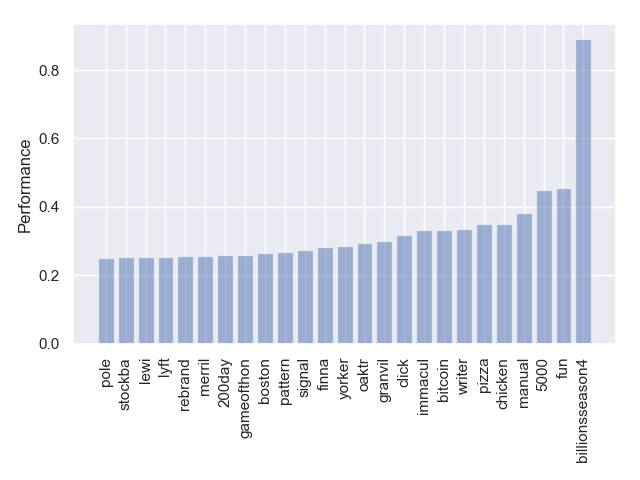 0.8
0.6
0.4
0.2
0.0
Performance
pole
stockba
lewi
lyft
rebrand
merril
200day
gameofthon
boston
pattern
signal
finna
yorker
oaktr
granvil
click
immacul
bitcoin
writer
pizza
chicken
manual
5000
fun
billionsseason4